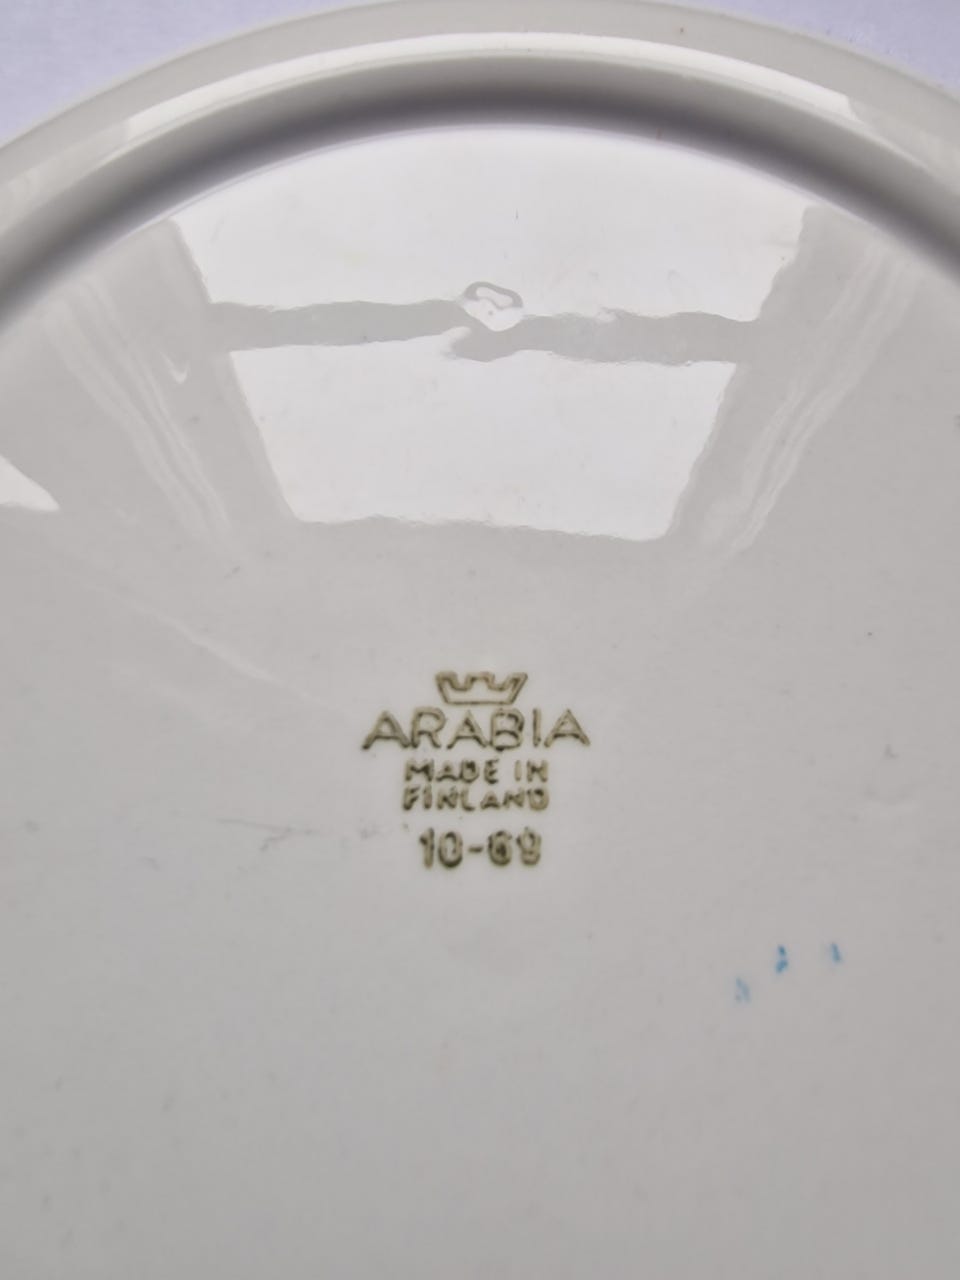 ARABIA
MADE IN
FINLAND
10-69